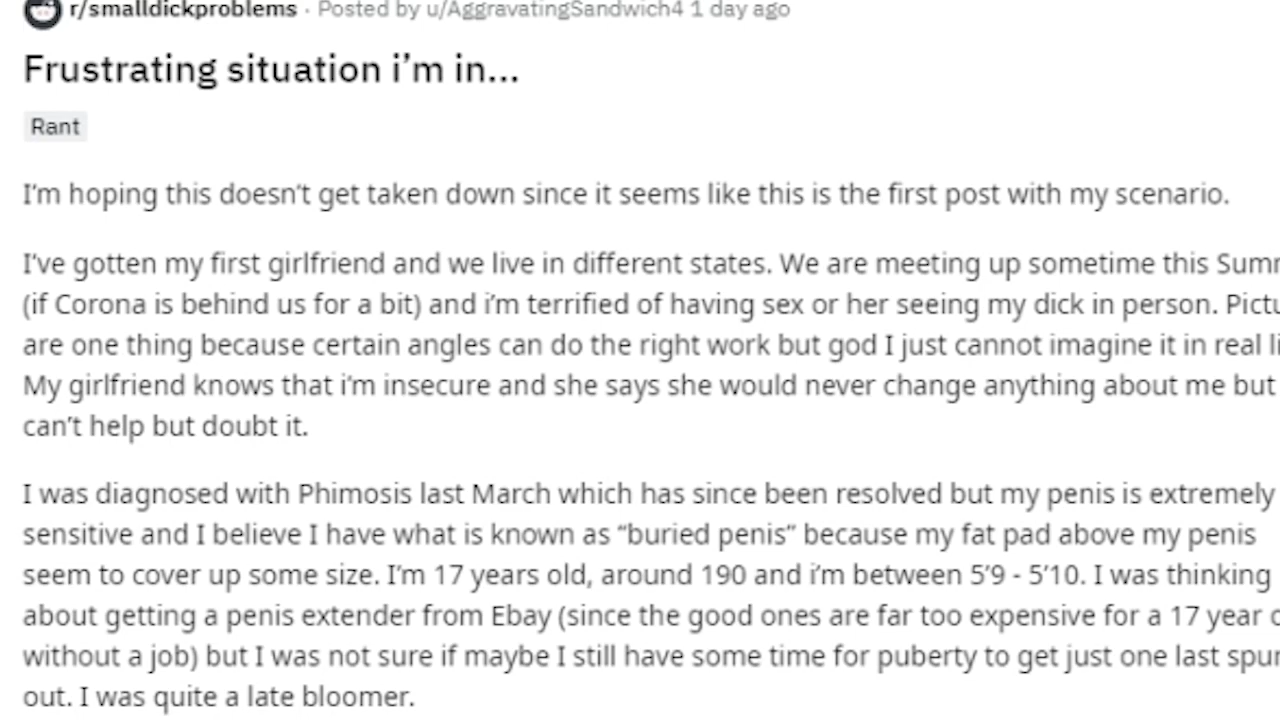 r/smalldickproblems · Posted by u/AggravatingSandwich4 1 day ago
Frustrating situation i'm in...
Rant
I'm hoping this doesn't get taken down since it seems like this is the first post with my scenario.
I've gotten my first girlfriend and we live in different states. We are meeting up sometime this
(if Corona is behind us for a bit) and i'm terrified of having sex or her seeing my dick in person.
are one thing because certain angles can do the right work but god I just cannot imagine it in real
My girlfriend knows that i'm insecure and she says she would never change anything about me but
can't help but doubt it.
I was diagnosed with Phimosis last March which has since been resolved but my penis is extremely
sensitive and I believe I have what is known as “buried penis” because my fat pad above my penis
seem to cover up some size. I'm 17 years old, around 190 and i'm between 5'9 - 5'10. I was thinking
about getting a penis extender from Ebay (since the good ones are far too expensive for a 17 year
without a job) but I was not sure if maybe I still have some time for puberty to get just one last
out. I was quite a late bloomer.